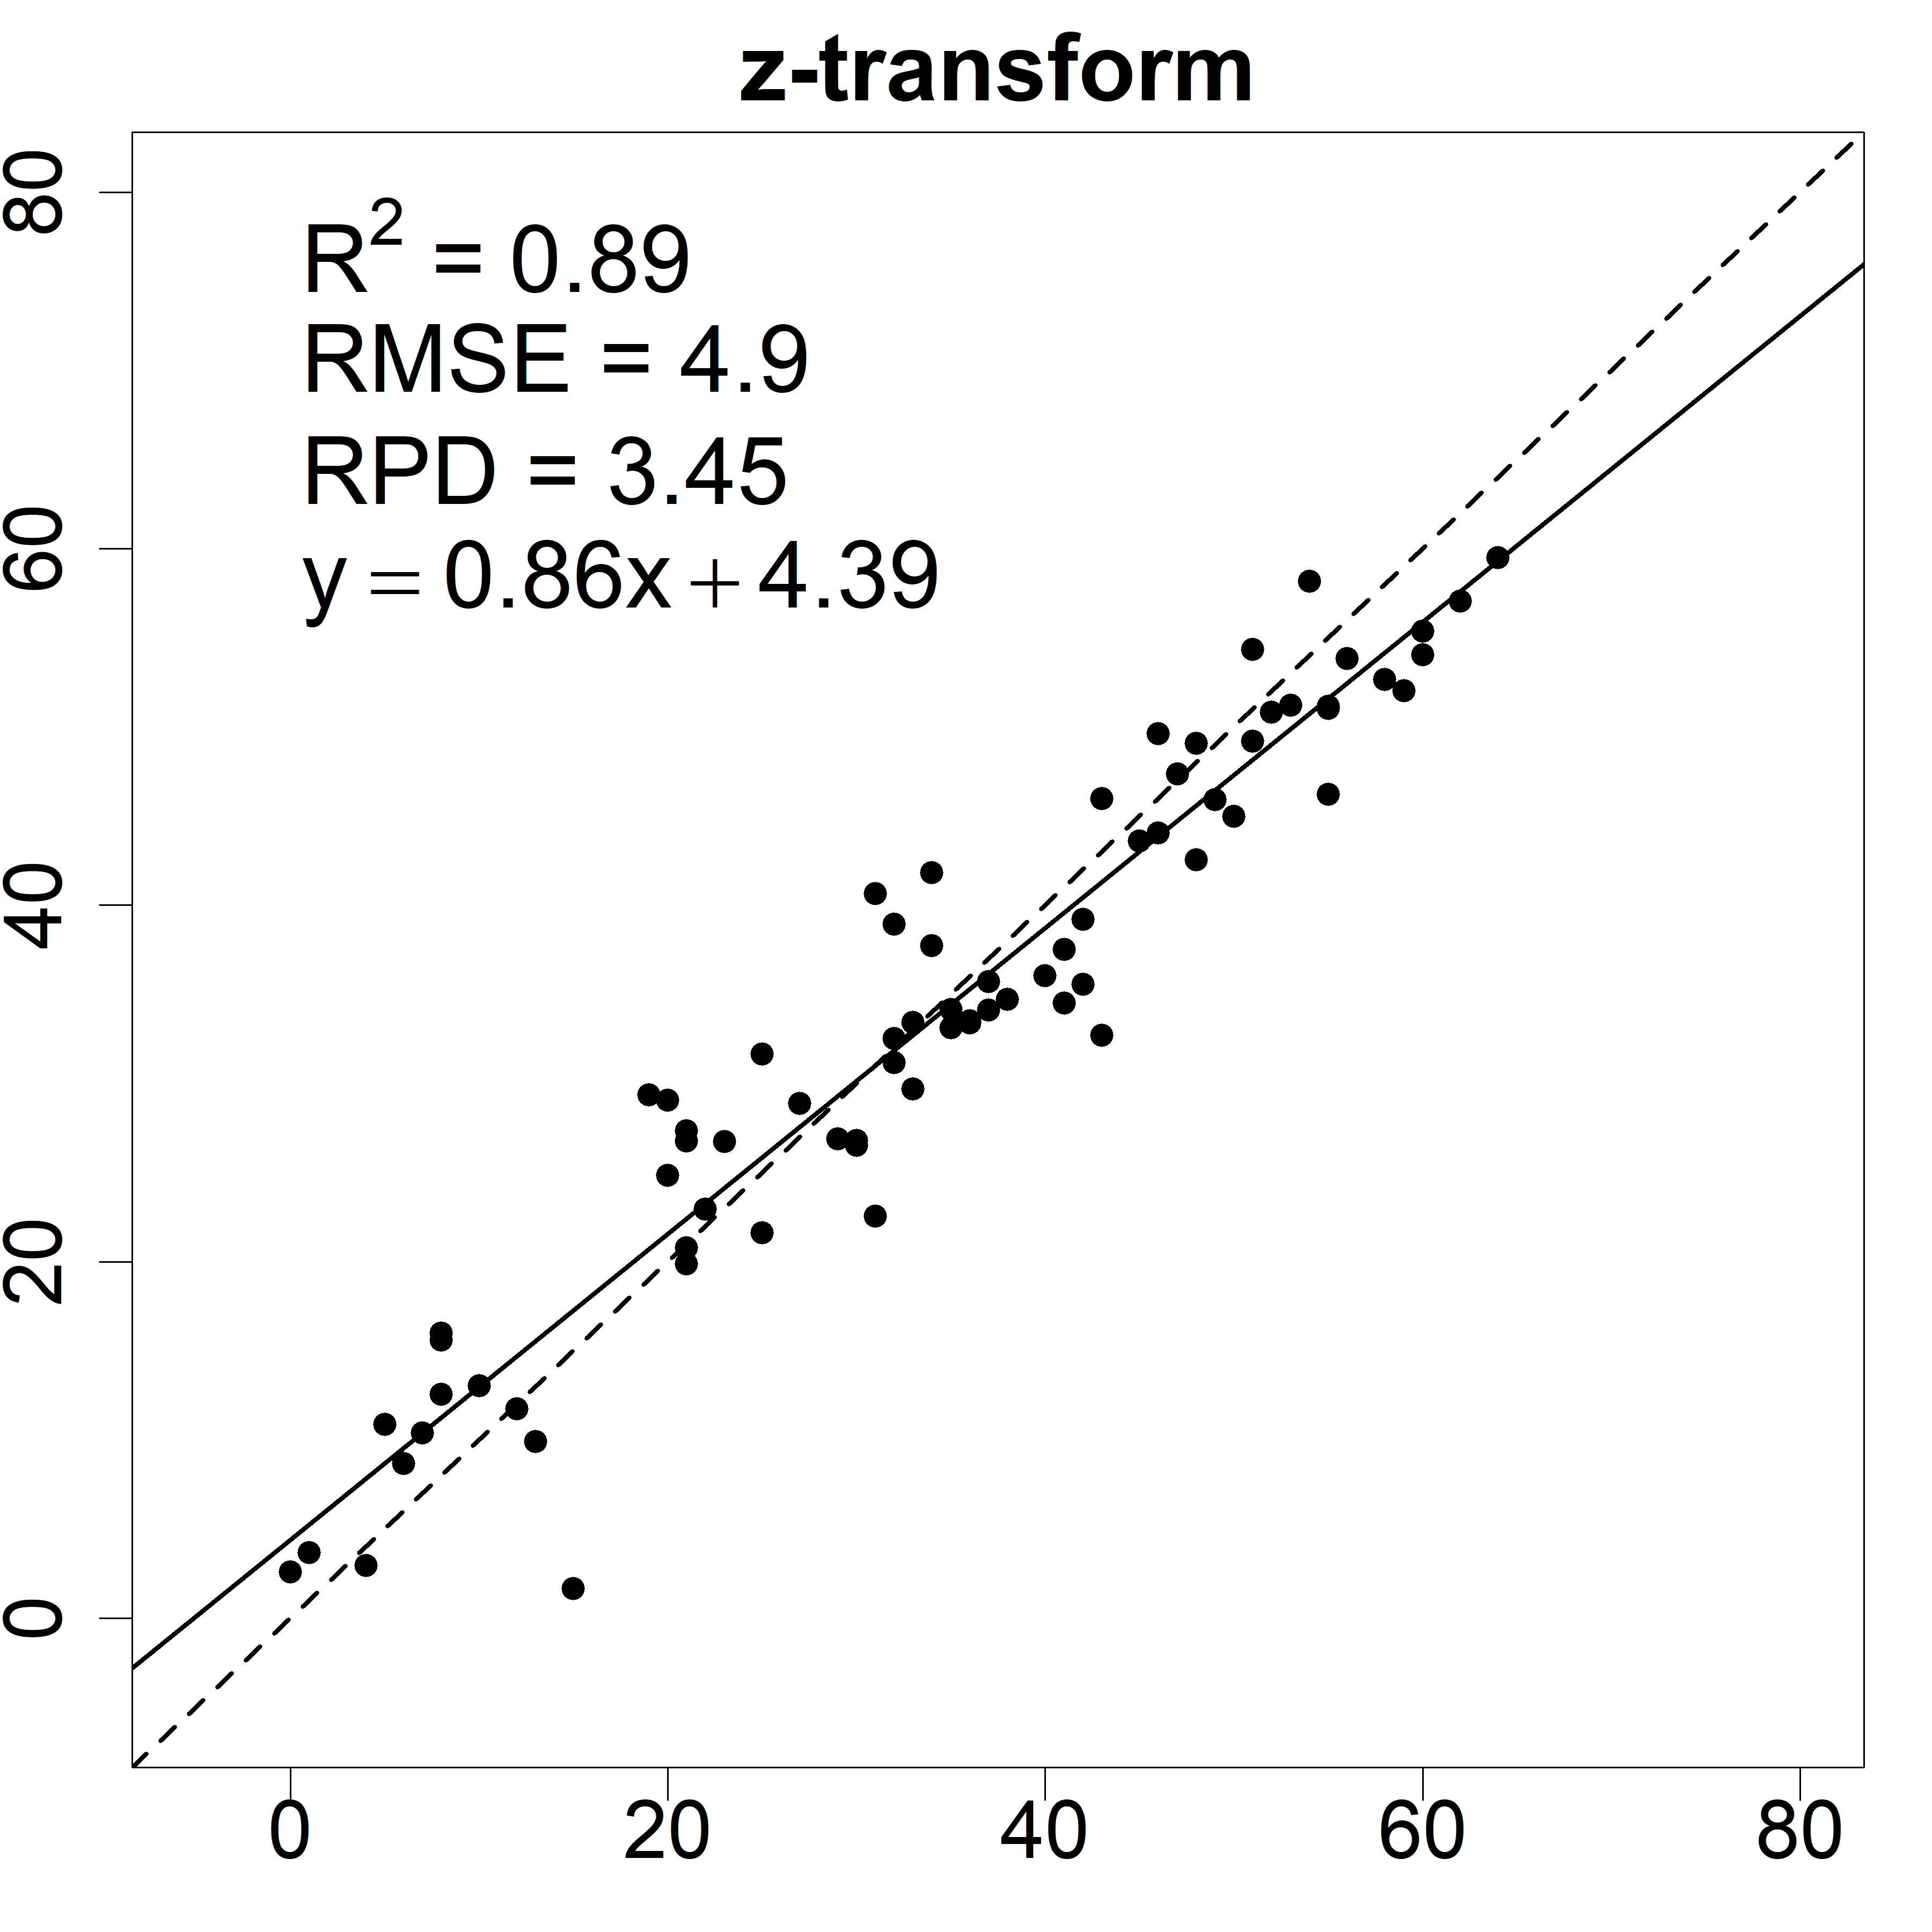 z-transform
R² = 0.89
RMSE = 4.9
RPD = 3.45
y = 0.86x + 4.39
80
60
40
20
0
0 20 40 60 80